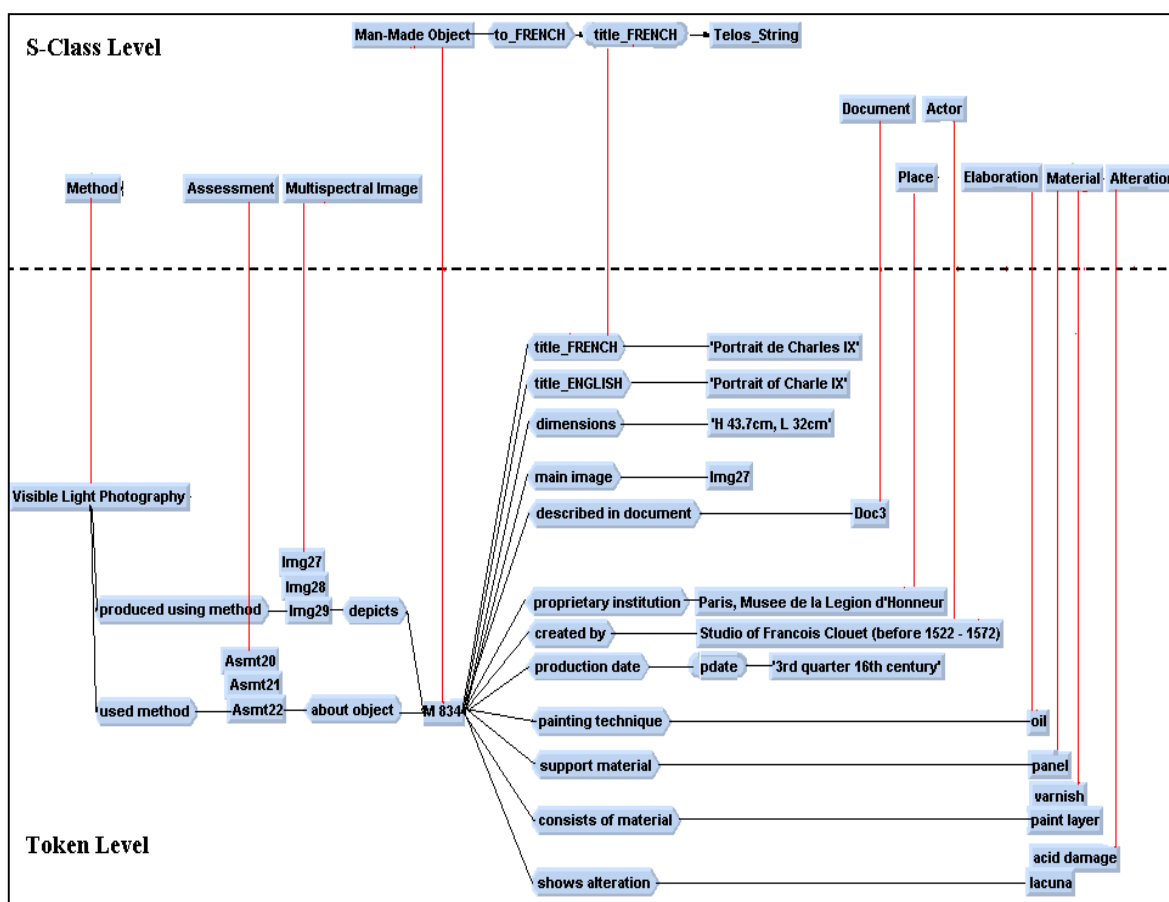 S-Class Level
Man-Made Object to_FRENCH title_FRENCH Telos_String
Document Actor
Method Assessment Multispectral Image Place Elaboration Material Alteration
title_FRENCH 'Portrait de Charles IX'
title_ENGLISH 'Portrait of Charle IX'
dimensions 'H 43.7cm, L 32cm'
main image Img27
Visible Light Photography
described in document Doc3
Img27
Img28
produced using method Img29 depicts
proprietary institution Paris, Musee de la Legion d'Honneur
created by Studio of Francois Clouet (before 1522 - 1572)
Asmt20
production date pdate '3rd quarter 16th century'
Asmt21
used method Asmt22 about object M 834
painting technique oil
support material panel
varnish
consists of material paint layer
Token Level
acid damage
shows alteration lacuna